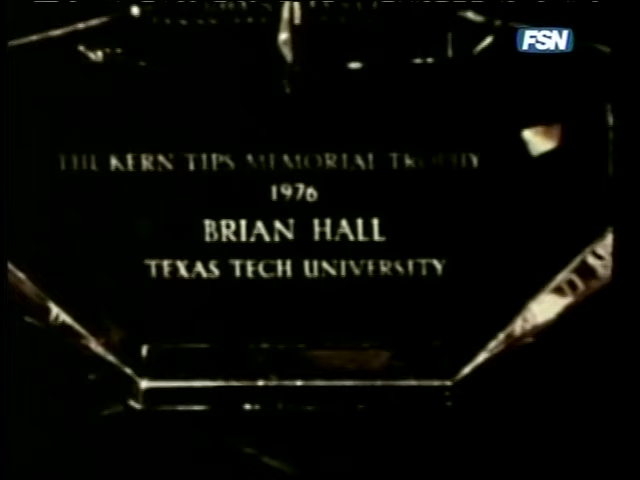 FSN
THE KERN TIPS MEMORIAL TROPHY
1976
BRIAN HALL
TEXAS TECH UNIVERSITY